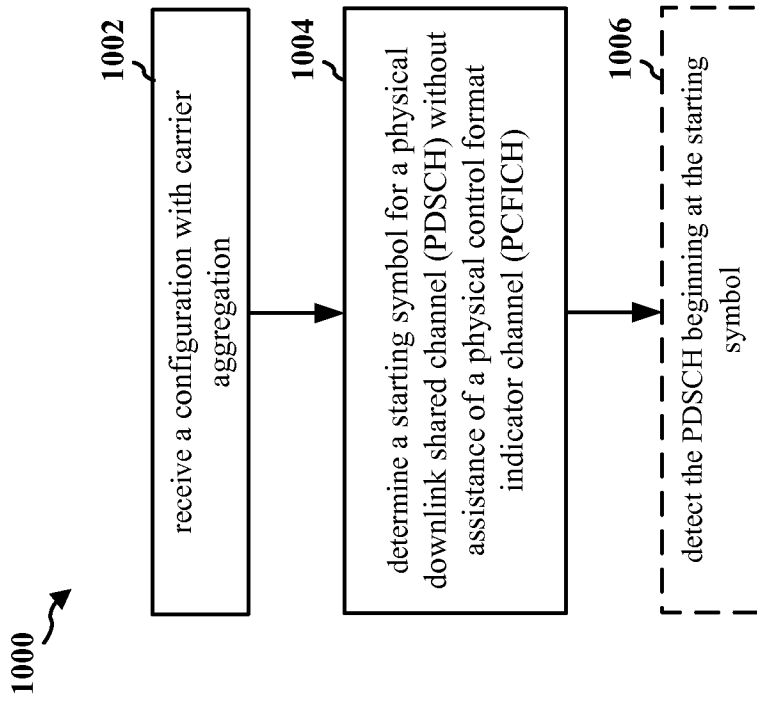 1000
1002
receive a configuration with carrier
aggregation
1004
determine a starting symbol for a physical
downlink shared channel (PDSCH) without
assistance of a physical control format
indicator channel (PCFICH)
1006
detect the PDSCH beginning at the starting
symbol